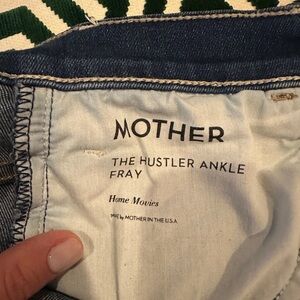 MOTHER
THE HUSTLER ANKLE
FRAY
Home Movies
by MOTHER IN THE U.S.A